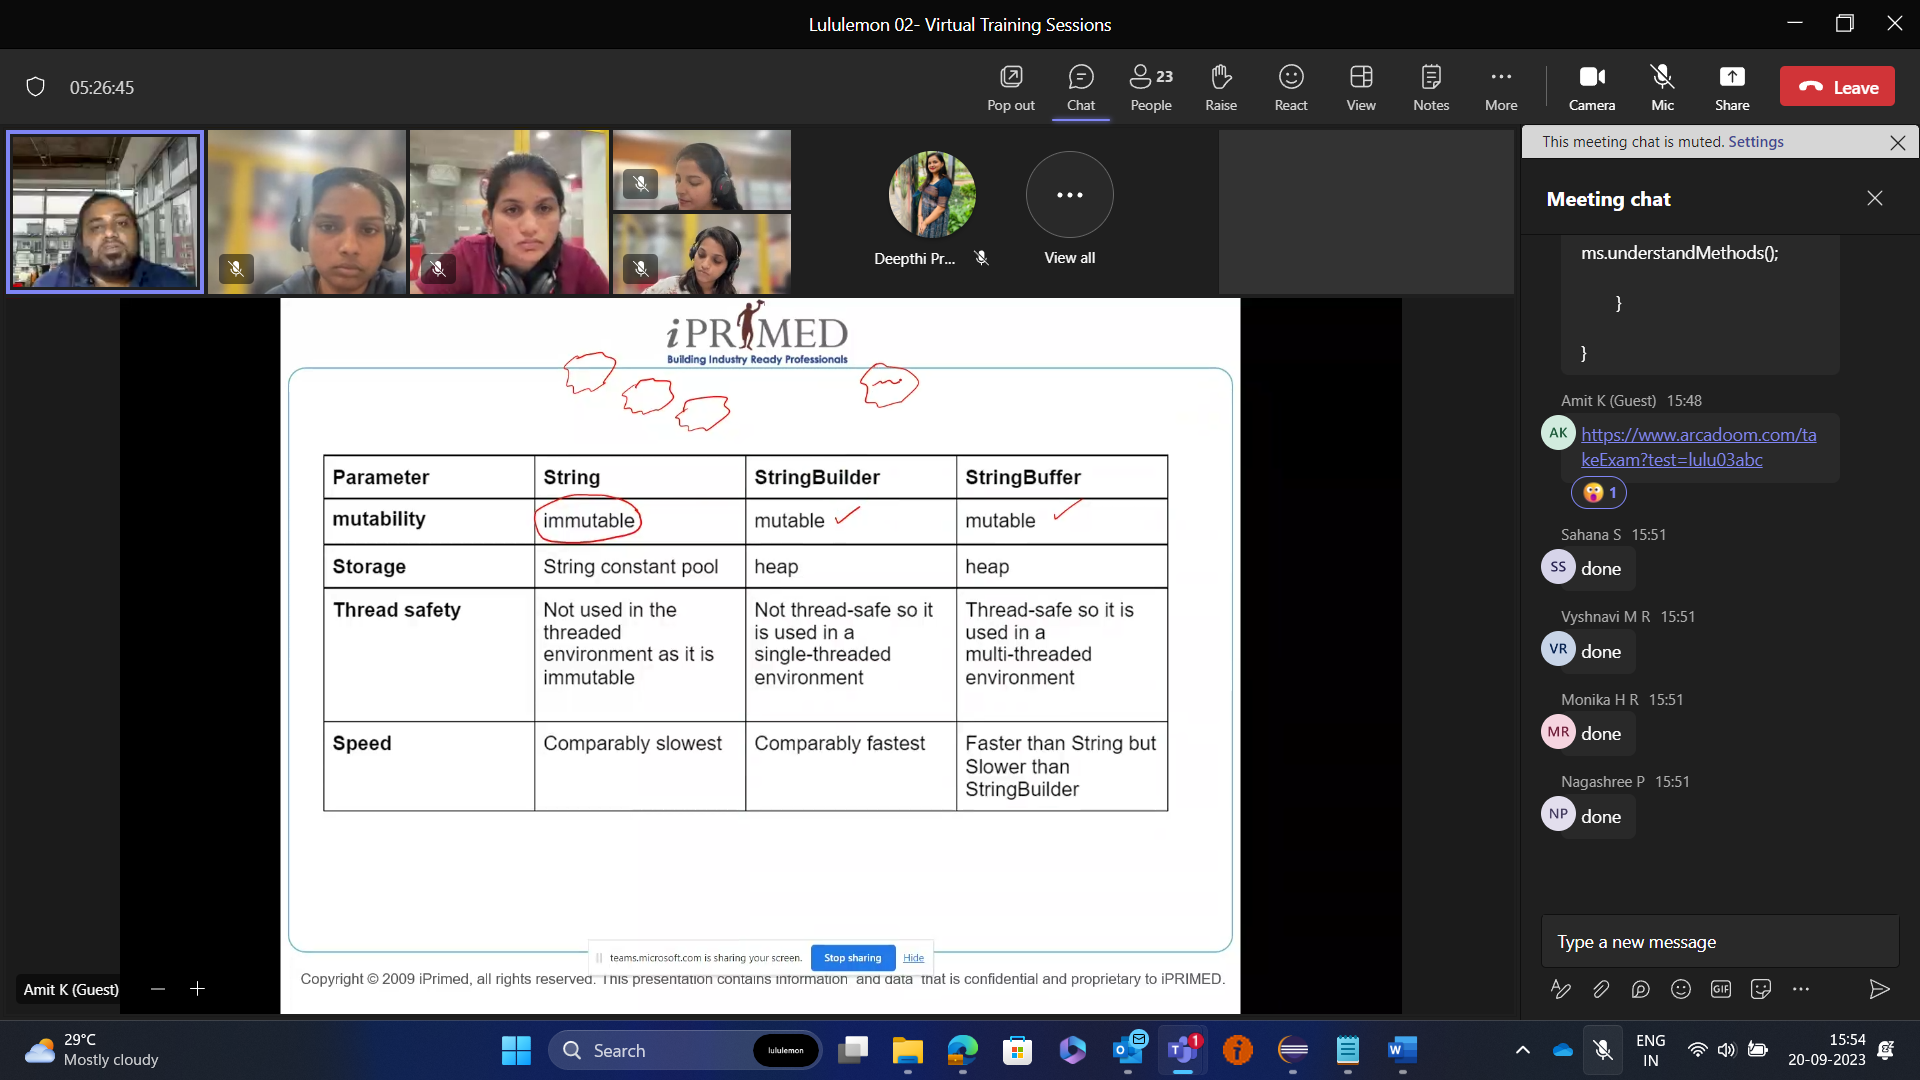 Lululemon 02- Virtual Training Sessions
05:26:45
Pop out
Chat
23
People
Raise
React
View
Notes
More
Camera
Mic
Share
Leave
Deepthi Pr...
View all
This meeting chat is muted. Settings
Meeting chat
ms.understandMethods();
}
}
Amit K (Guest) 15:48
AK
https://www.arcadoom.com/ta
keExam?test=lulu03abc
1
Sahana S 15:51
SS
done
Vyshnavi M R 15:51
VR
done
Monika H R 15:51
MR
done
Nagashree P 15:51
NP
done
Type a new message
GIF
iPRIMED
Building Industry Ready Professionals
Parameter String StringBuilder StringBuffer
mutability immutable mutable mutable
Storage String constant pool heap heap
Thread safety
Not used in the
threaded
environment as it is
immutable
Not thread-safe so it
is used in a
single-threaded
environment
Thread-safe so it is
used in a
multi-threaded
environment
Speed
Comparably slowest
Comparably fastest
Faster than String but
Slower than
StringBuilder
teams.microsoft.com is sharing your screen. Stop sharing Hide
Copyright © 2009 iPrimed, all rights reserved. This presentation contains information and data that is confidential and proprietary to iPRIMED.
Amit K (Guest)
29°C
Mostly cloudy
Search
lululemon
1
ENG
IN
15:54
20-09-2023